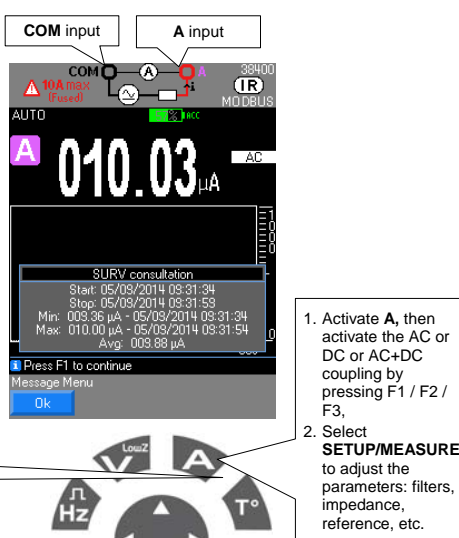 COM input
A input
COM
A
A
38400
10A max
(Fused)
i
IR
MODBUS
AUTO
ACC
A
010.03 µA
AC
SURV consultation
Start: 05/09/2014 09:31:34
Stop: 05/09/2014 09:31:59
Min: 009.36 µA - 05/09/2014 09:31:34
Max: 010.00 µA - 05/09/2014 09:31:54
Avg: 009.88 µA
Press F1 to continue
Message Menu
Ok
1. Activate A, then
activate the AC or
DC or AC+DC
coupling by
pressing F1 / F2 /
F3,
2. Select
SETUP/MEASURE
to adjust the
parameters: filters,
impedance,
reference, etc.
LowZ
V
A
Hz
T°